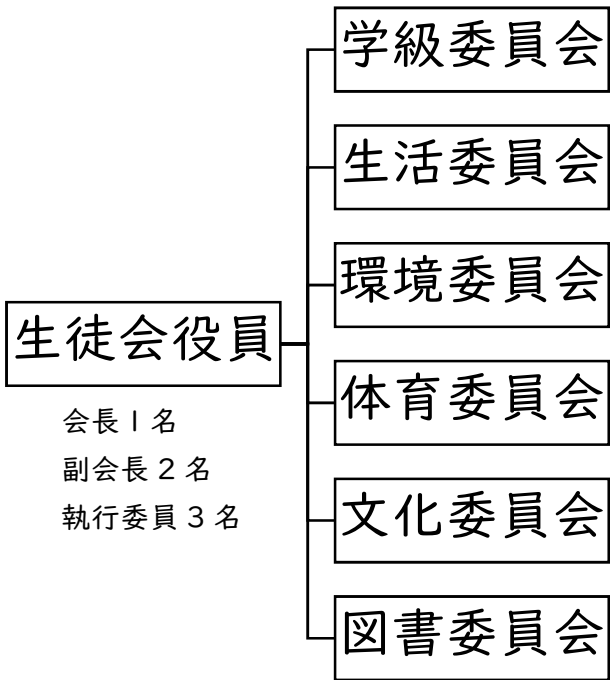 学級委員会
生活委員会
環境委員会
生徒会役員
会長1名
副会長2名
執行委員3名
体育委員会
文化委員会
図書委員会